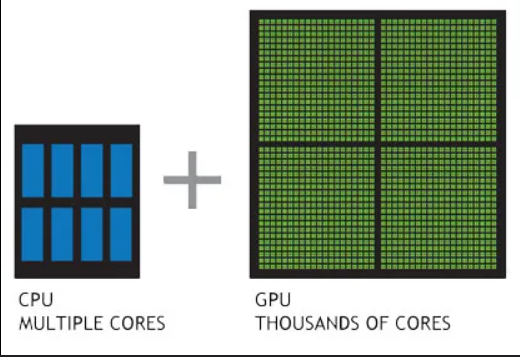 CPU
MULTIPLE CORES
GPU
THOUSANDS OF CORES